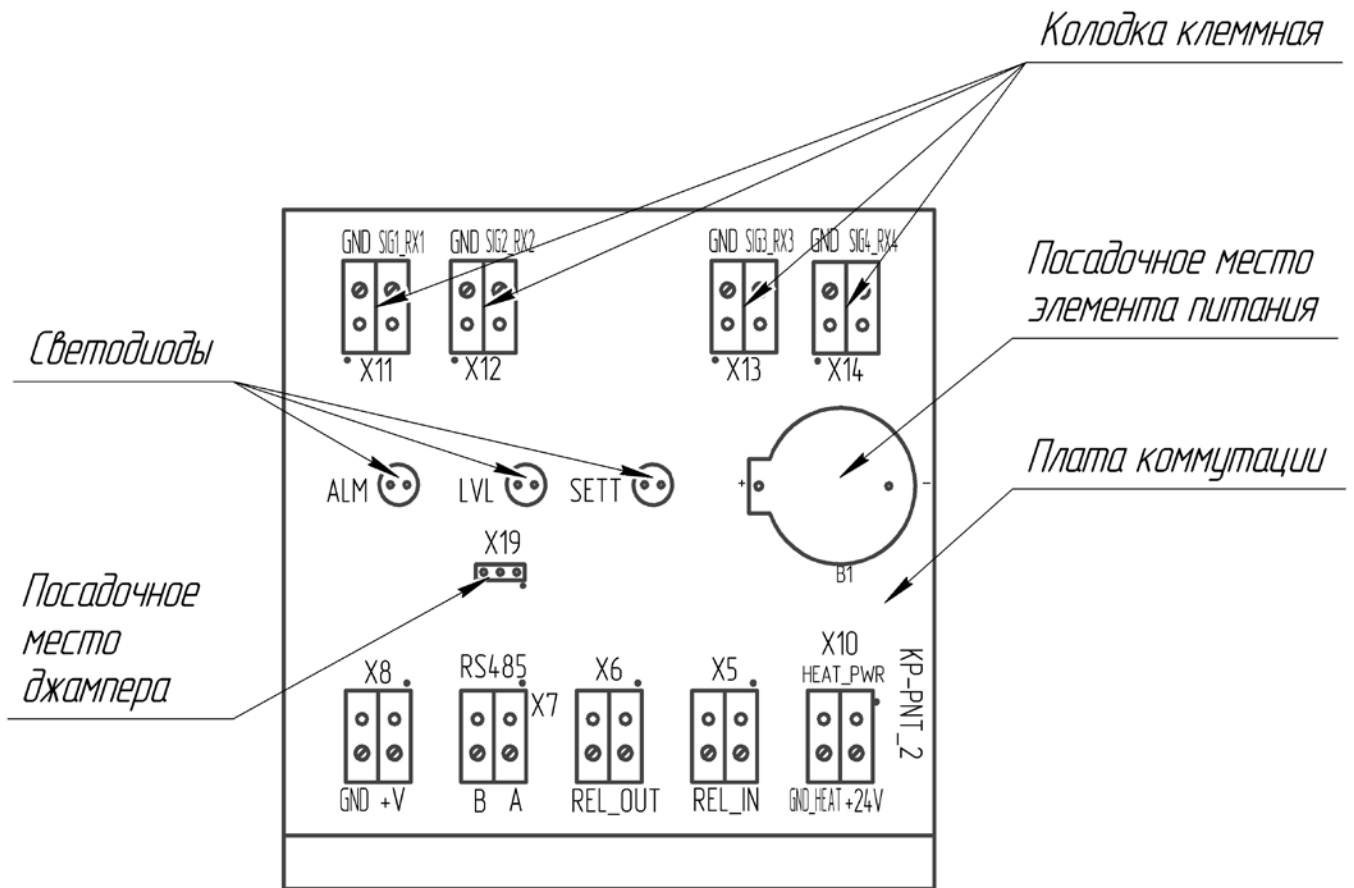 Колодка клеммная
GND SIG1_RX1
GND SIG2_RX2
GND SIG3_RX3
GND SIG4_RX4
Посадочное место
элемента питания
Светодиоды
X11
X12
X13
X14
Плата коммутации
ALM
LVL
SETT
+
-
X19
B1
Посадочное
место
джампера
X8
RS485
X7
X6
X5
X10
HEAT_PWR
KP-PNT_2
GND +V
B A
REL_OUT
REL_IN
GND_HEAT +24V